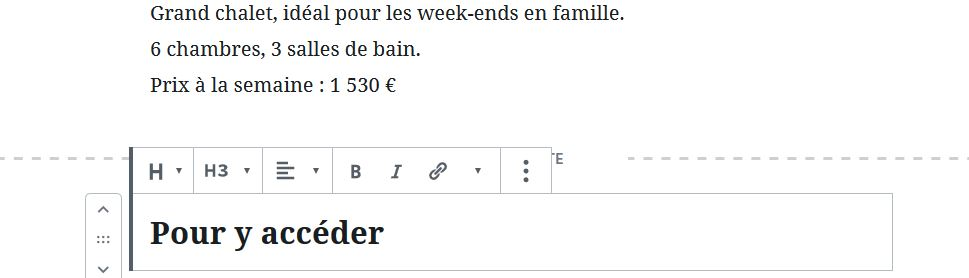 Grand chalet, idéal pour les week-ends en famille.
6 chambres, 3 salles de bain.
Prix à la semaine : 1 530 €
H H3 B I
Pour y accéder